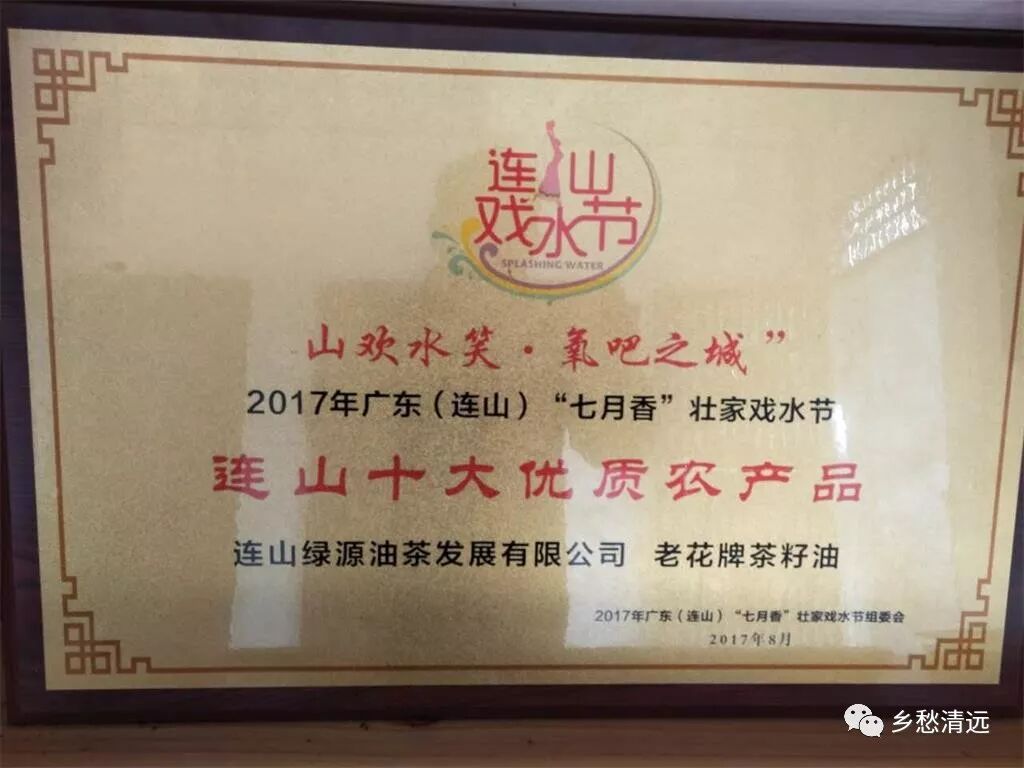 连山
戏水节
SPLASHING WATER
山欢水笑·氧吧之城”
2017年广东（连山）“七月香”壮家戏水节
连山十大优质农产品
连山绿源油茶发展有限公司 老花牌茶籽油
2017年广东（连山）“七月香”壮家戏水节组委会
2017年8月
乡愁清远